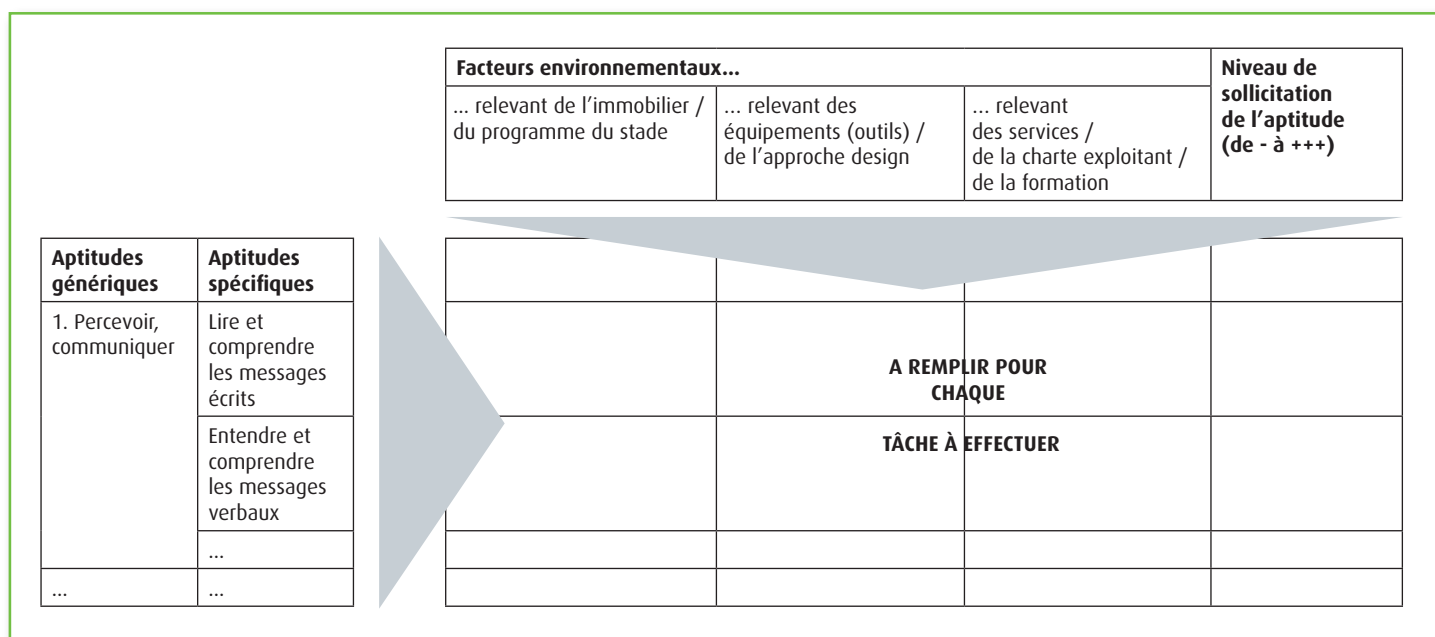 Facteurs environnementaux...
... relevant de l'immobilier /
du programme du stade
... relevant des
équipements (outils) /
de l'approche design
... relevant
des services /
de la charte exploitant /
de la formation
Niveau de
sollicitation
de l'aptitude
(de - à +++)
Aptitudes
génériques
Aptitudes
spécifiques
1. Percevoir,
communiquer
Lire et
comprendre
les messages
écrits
Entendre et
comprendre
les messages
verbaux
...
...
...
A REMPLIR POUR
CHAQUE
TÂCHE À EFFECTUER